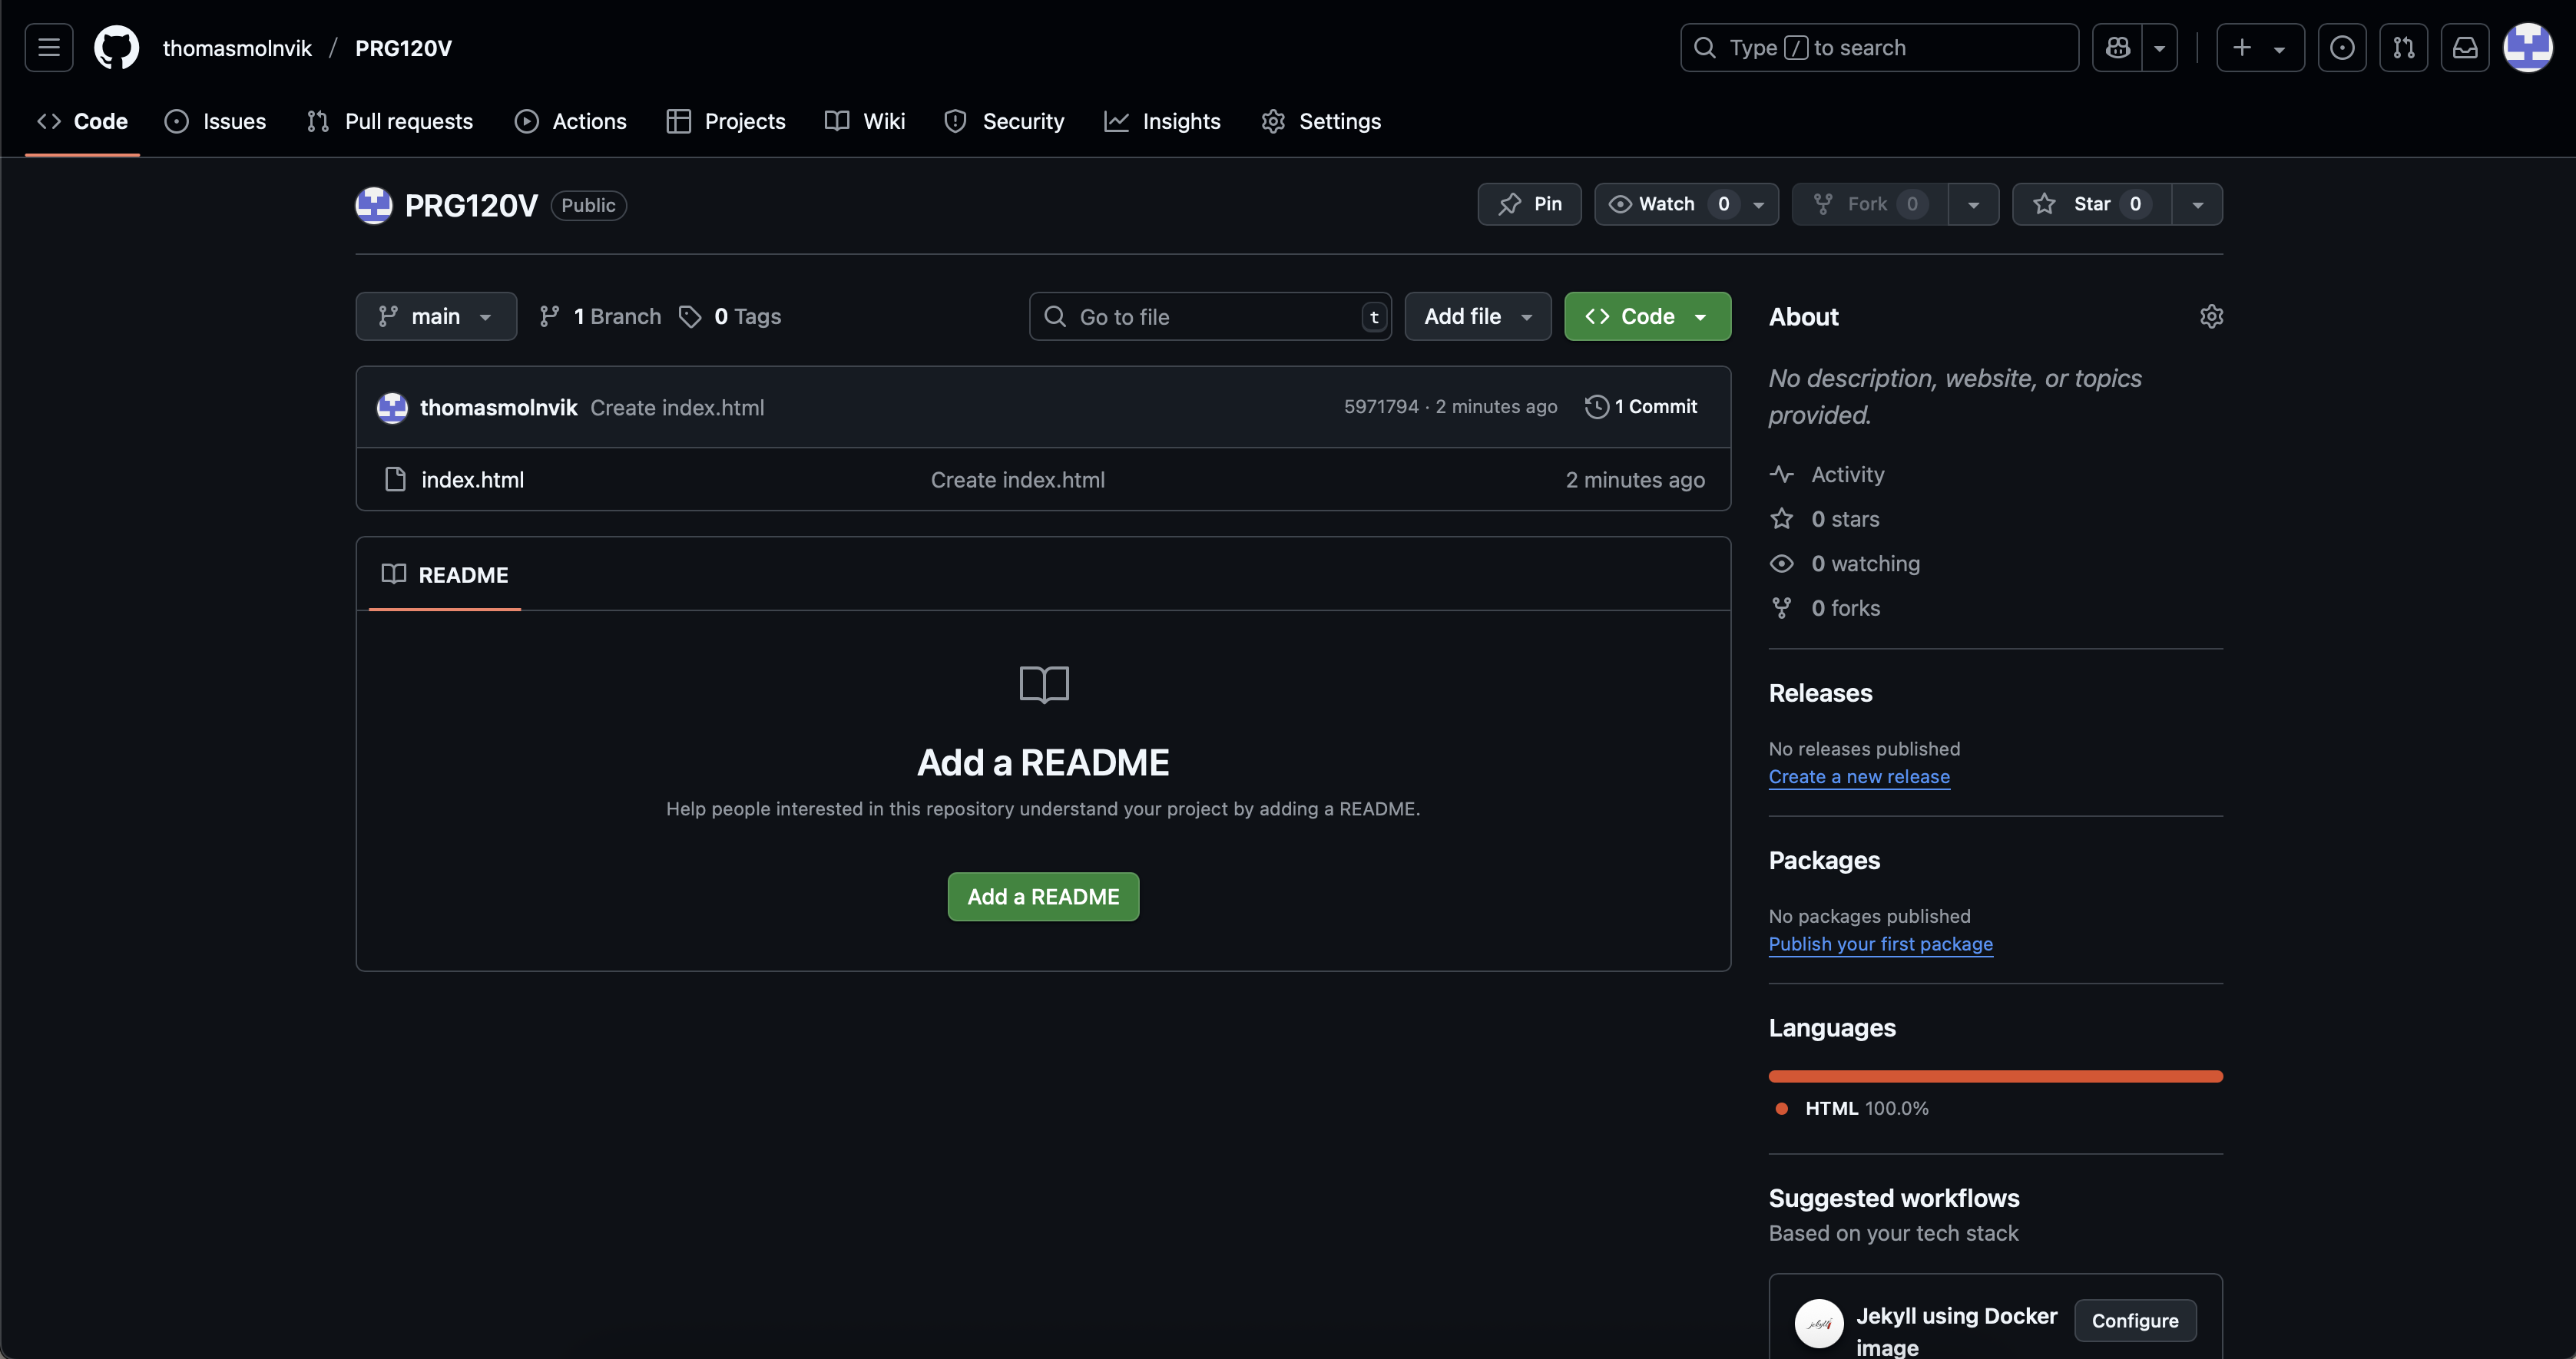 thomasmolnvik / PRG120V
Type / to search
Code Issues Pull requests Actions Projects Wiki Security Insights Settings
PRG120V Public
Pin Watch 0 Fork 0 Star 0
main 1 Branch 0 Tags
Go to file t Add file Code
thomasmolnvik Create index.html 5971794 · 2 minutes ago 1 Commit
index.html Create index.html 2 minutes ago
README
Add a README
Help people interested in this repository understand your project by adding a README.
Add a README
About
No description, website, or topics
provided.
Activity
0 stars
0 watching
0 forks
Releases
No releases published
Create a new release
Packages
No packages published
Publish your first package
Languages
HTML 100.0%
Suggested workflows
Based on your tech stack
jekyll
Jekyll using Docker
image
Configure